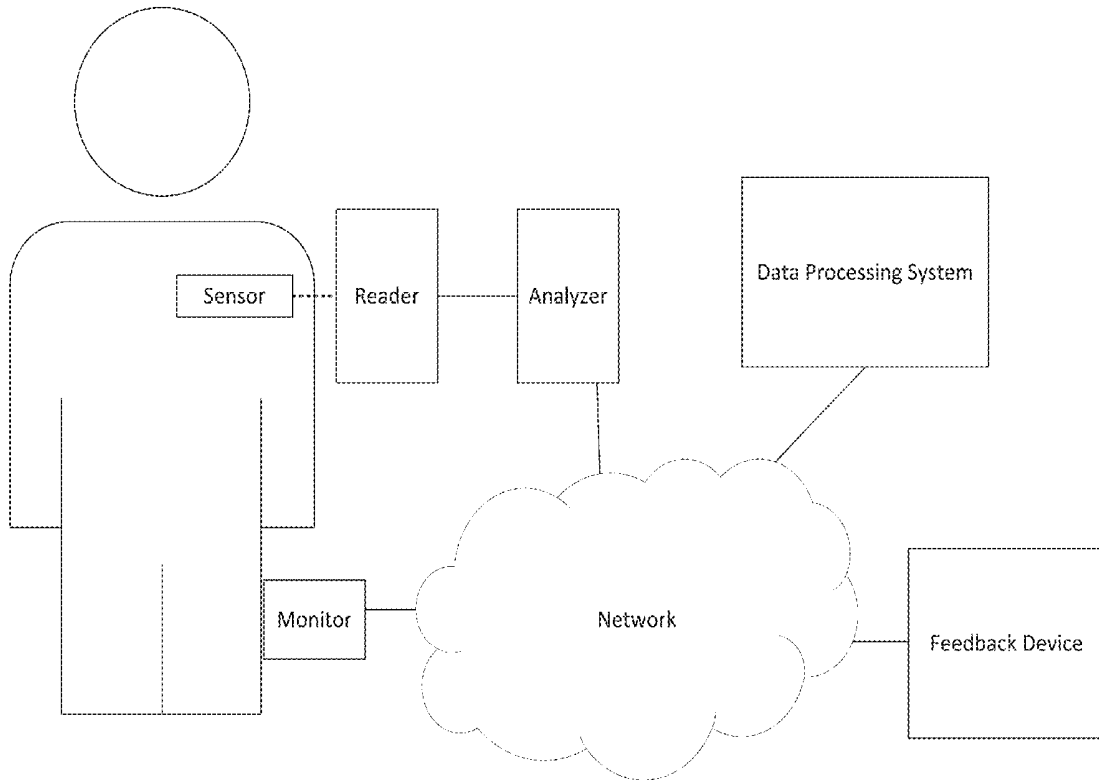 Sensor
Reader
Analyzer
Data Processing System
Monitor
Network
Feedback Device